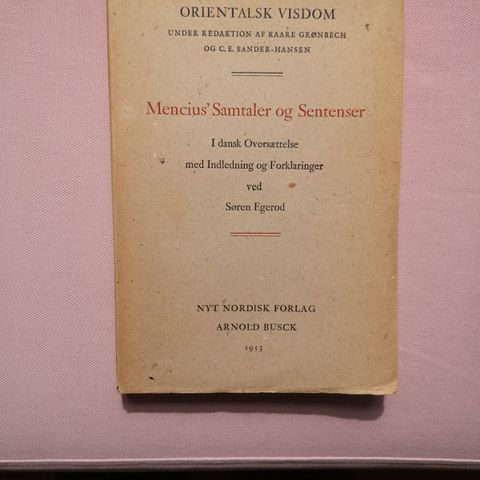 ORIENTALSK VISDOM
UNDER REDAKTION AF KAARE GRØNBECH
OG C. E. SANDER-HANSEN
Mencius' Samtaler og Sentenser
I dansk Oversættelse
med Indledning og Forklaringer
ved
Søren Egerod
NYT NORDISK FORLAG
ARNOLD BUSCK
1953